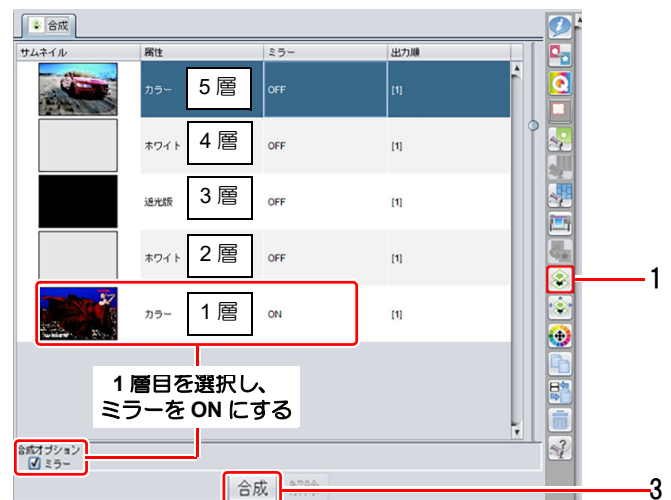 合成
サムネイル 属性 ミラー 出力順
カラー 5層 OFF [1]
ホワイト 4層 OFF [1]
遮光版 3層 OFF [1]
ホワイト 2層 OFF [1]
カラー 1層 ON [1]
1
1層目を選択し、
ミラーをONにする
合成オプション
ミラー
合成
3